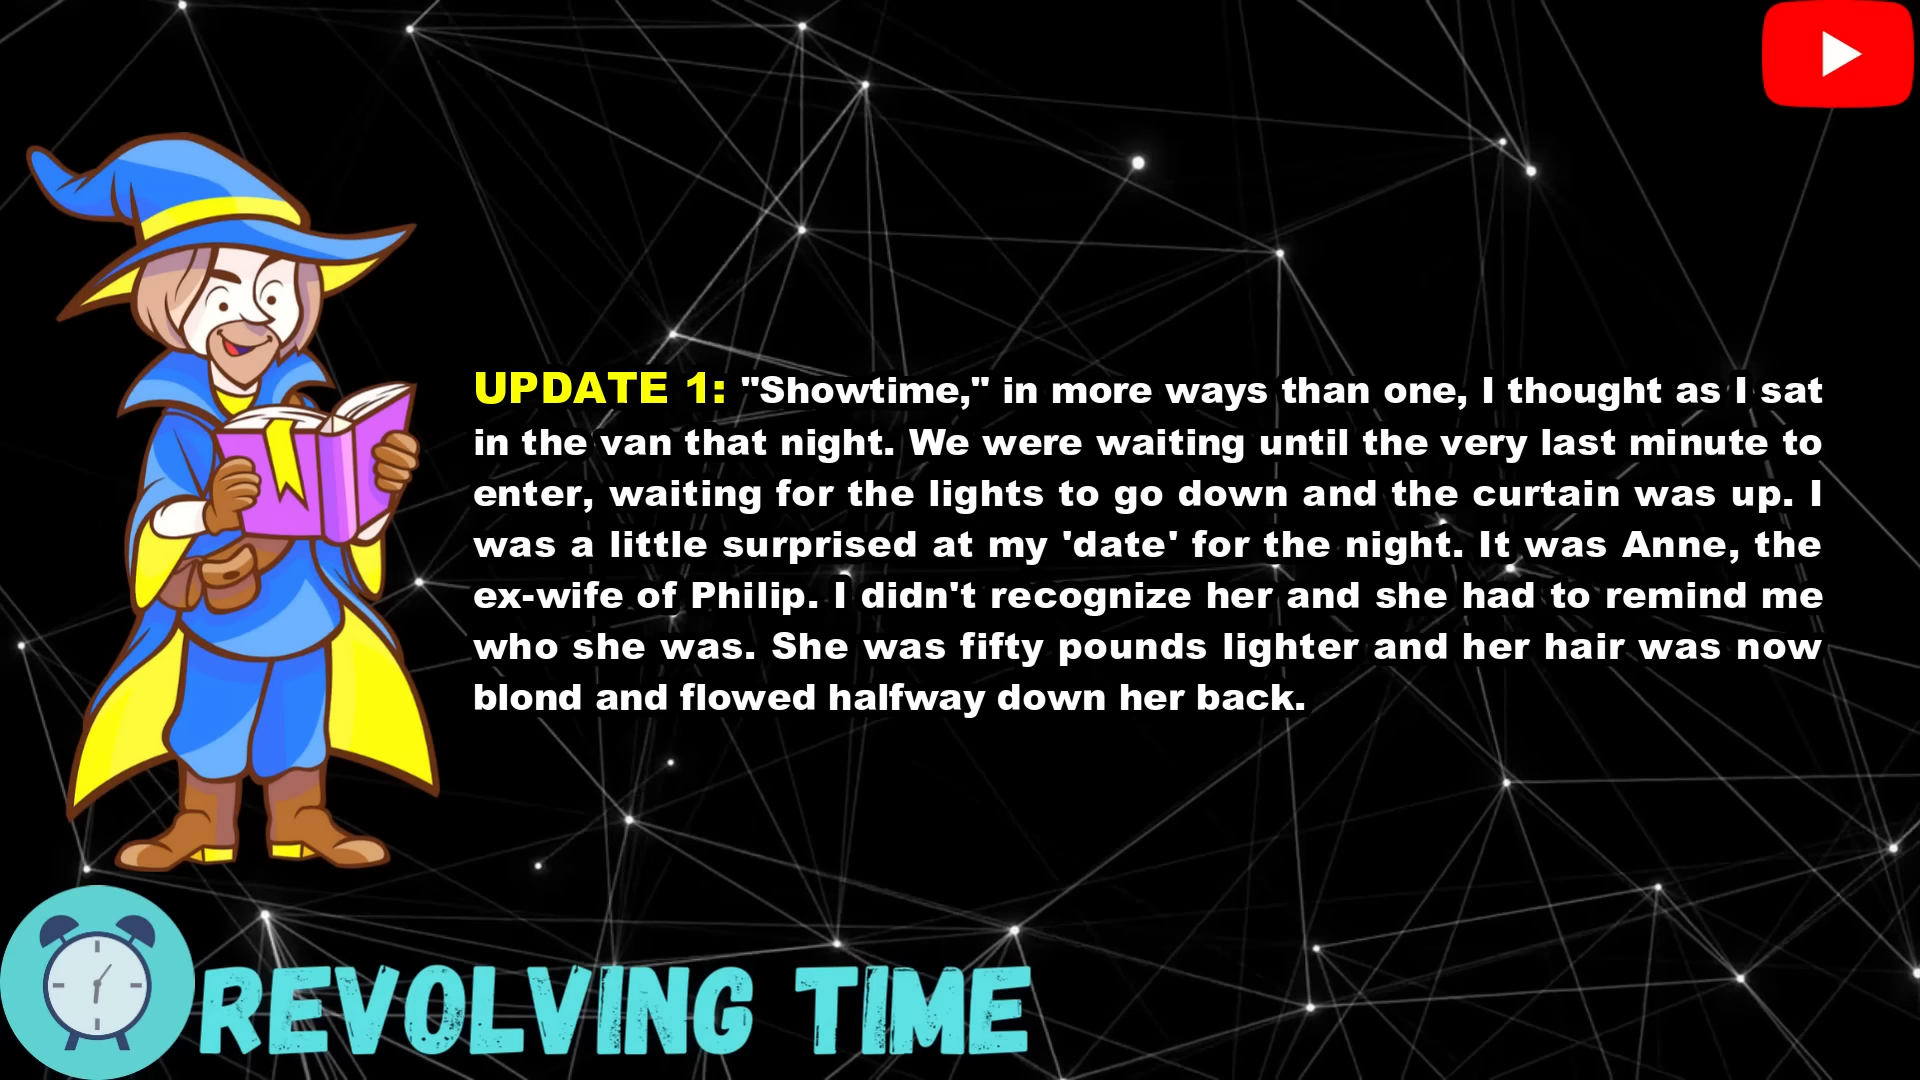 UPDATE 1: "Showtime," in more ways than one, I thought as I sat
in the van that night. We were waiting until the very last minute to
enter, waiting for the lights to go down and the curtain was up. I
was a little surprised at my 'date' for the night. It was Anne, the
ex-wife of Philip. I didn't recognize her and she had to remind me
who she was. She was fifty pounds lighter and her hair was now
blond and flowed halfway down her back.
REVOLVING TIME